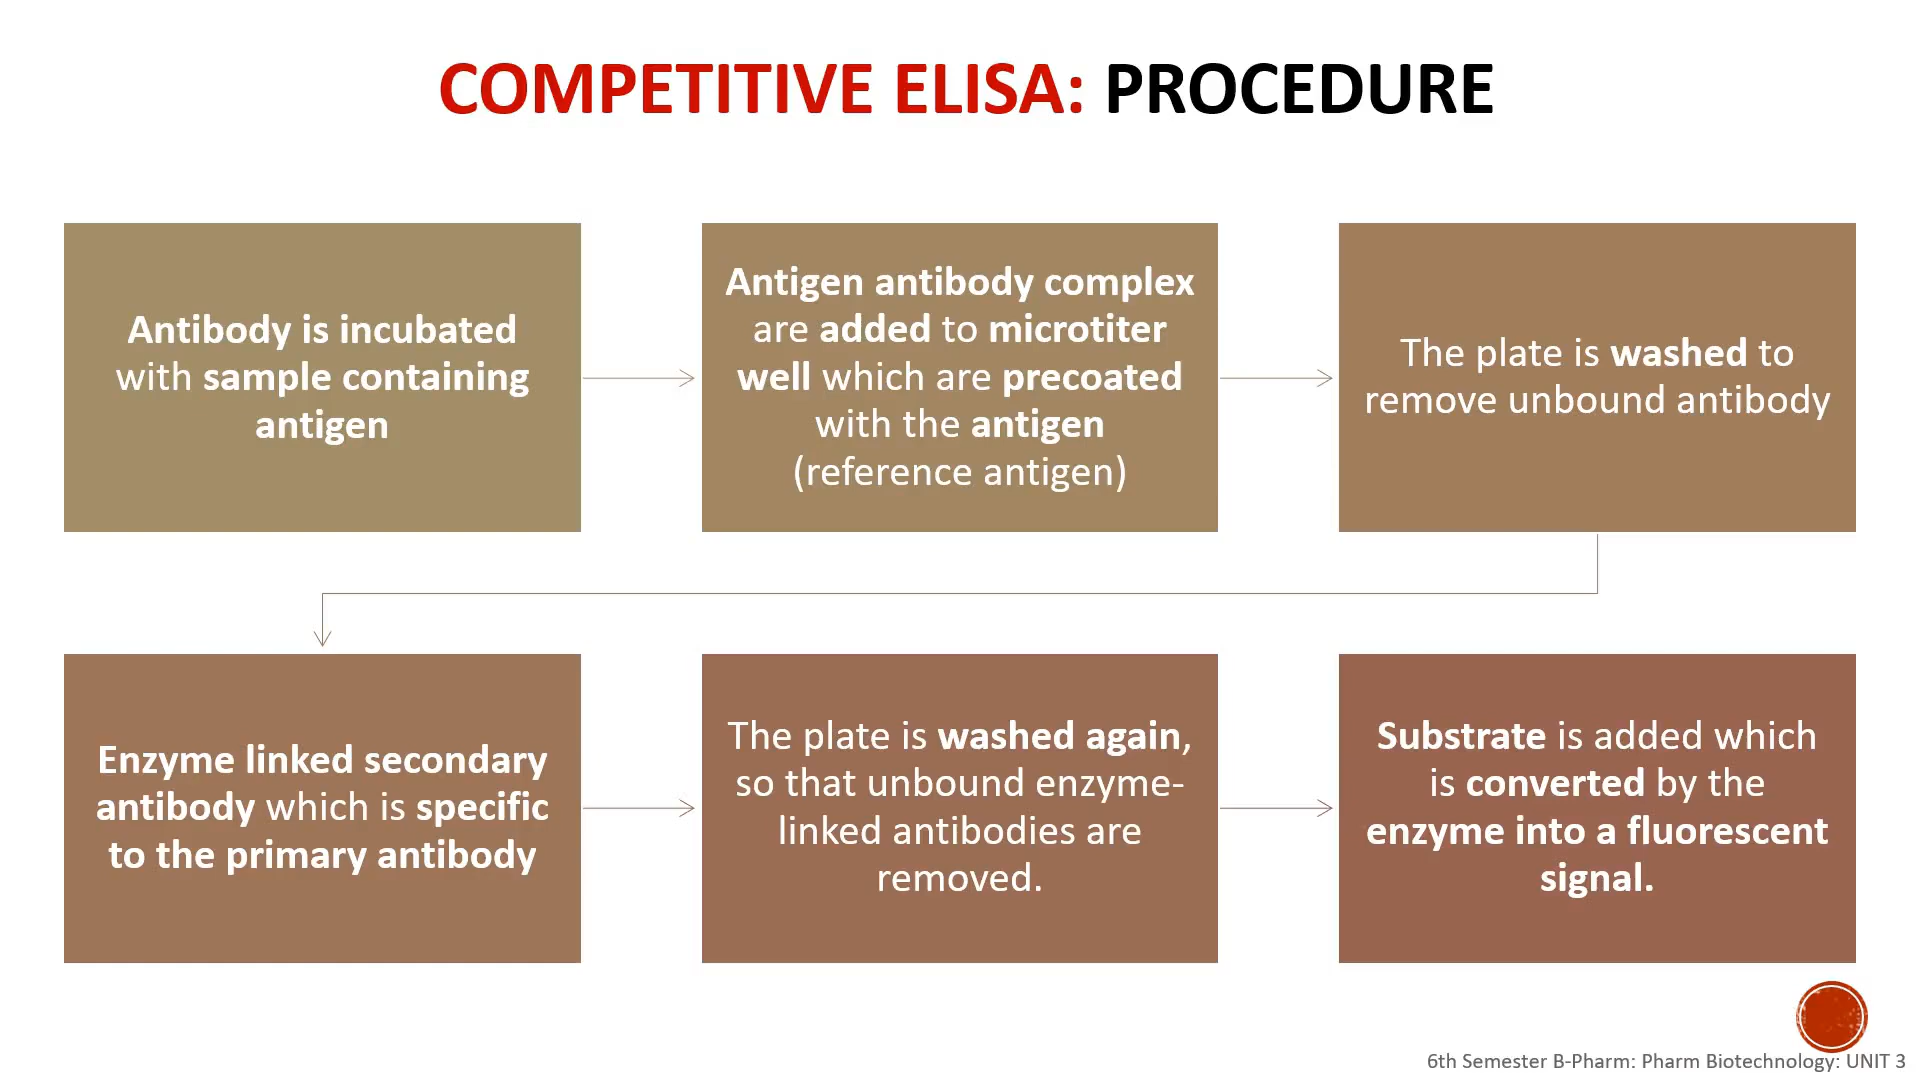 COMPETITIVE ELISA: PROCEDURE
Antibody is incubated
with sample containing
antigen
Antigen antibody complex
are added to microtiter
well which are precoated
with the antigen
(reference antigen)
The plate is washed to
remove unbound antibody
Enzyme linked secondary
antibody which is specific
to the primary antibody
The plate is washed again,
so that unbound enzyme-
linked antibodies are
removed.
Substrate is added which
is converted by the
enzyme into a fluorescent
signal.
6th Semester B-Pharm: Pharm Biotechnology: UNIT 3